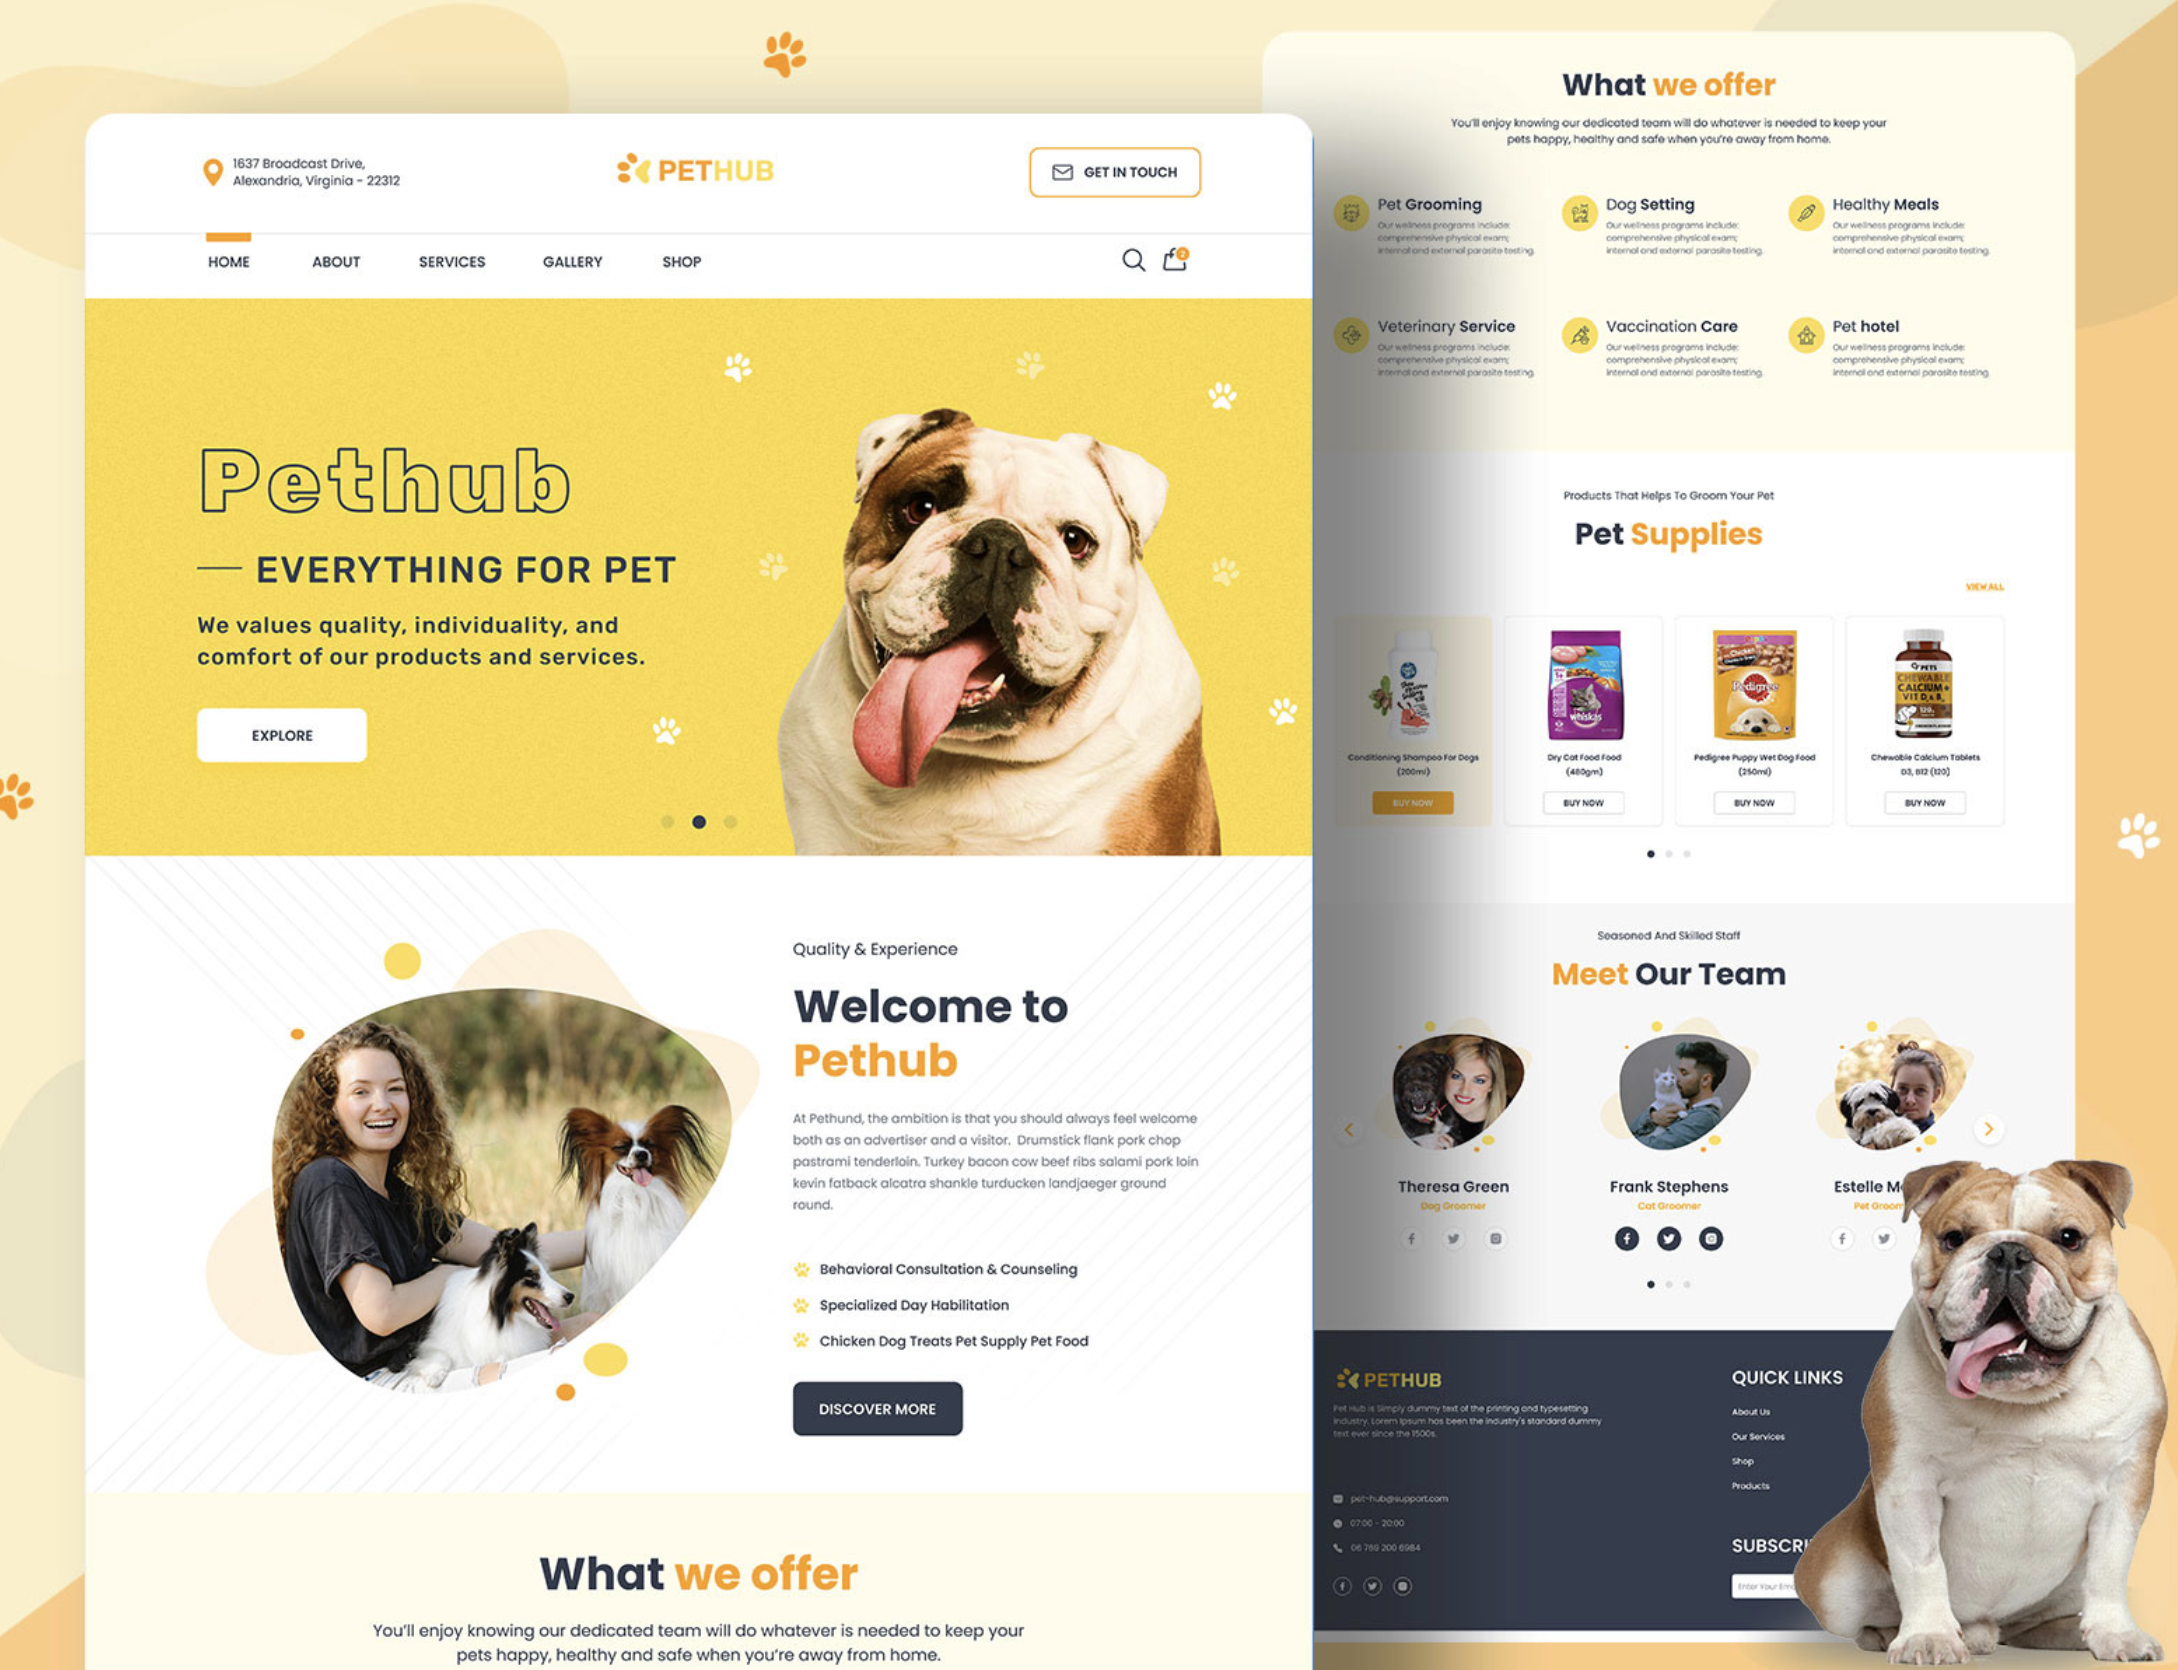 1637 Broadcast Drive,
Alexandria, Virginia - 22312
PETHUB
GET IN TOUCH
HOME
ABOUT
SERVICES
GALLERY
SHOP
2
Pethub
EVERYTHING FOR PET
We values quality, individuality, and
comfort of our products and services.
EXPLORE
Quality & Experience
Welcome to
Pethub
At Pethund, the ambition is that you should always feel welcome
both as an advertiser and a visitor. Drumstick flank pork chop
pastrami tenderloin. Turkey bacon cow beef ribs salami pork loin
kevin fatback alcatra shankle turducken landjaeger ground
round.
Behavioral Consultation & Counseling
Specialized Day Habilitation
Chicken Dog Treats Pet Supply Pet Food
DISCOVER MORE
What we offer
You'll enjoy knowing our dedicated team will do whatever is needed to keep your
pets happy, healthy and safe when you're away from home.
What we offer
You'll enjoy knowing our dedicated team will do whatever is needed to keep your
pets happy, healthy and safe when you're away from home.
Pet Grooming
Our wellness programs include:
comprehensive physical exam;
internal and external parasite testing.
Dog Setting
Our wellness programs include:
comprehensive physical exam;
internal and external parasite testing.
Healthy Meals
Our wellness programs include:
comprehensive physical exam;
internal and external parasite testing.
Veterinary Service
Our wellness programs include:
comprehensive physical exam;
internal and external parasite testing.
Vaccination Care
Our wellness programs include:
comprehensive physical exam;
internal and external parasite testing.
Pet hotel
Our wellness programs include:
comprehensive physical exam;
internal and external parasite testing.
Products That Helps To Groom Your Pet
Pet Supplies
VIEW ALL
Conditioning Shampoo For Dogs
(200ml)
BUY NOW
whiskas
Dry Cat Food Food
(480gm)
BUY NOW
Chicken
Pedigree
Pedigree Puppy Wet Dog Food
(250ml)
BUY NOW
PETS
CHEWABLE
CALCIUM+
VIT D
120
Chewable Calcium Tablets
D3, B12 (120)
BUY NOW
Seasoned And Skilled Staff
Meet Our Team
Theresa Green
Dog Groomer
Frank Stephens
Cat Groomer
Estelle M
Pet Groom
PETHUB
Pet Hub is Simply dummy text of the printing and typesetting
industry. Lorem Ipsum has been the industry's standard dummy
text ever since the 1500s.
pet-hub@support.com
07:00 - 20:00
06 789 200 6984
QUICK LINKS
About Us
Our Services
Shop
Products
SUBSCRI
Enter Your Em